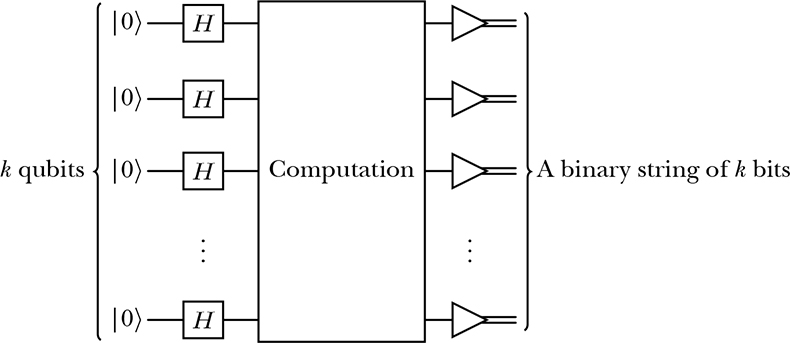 |0⟩ H
|0⟩ H
k qubits |0⟩ H Computation A binary string of k bits
⋮ ⋮
|0⟩ H